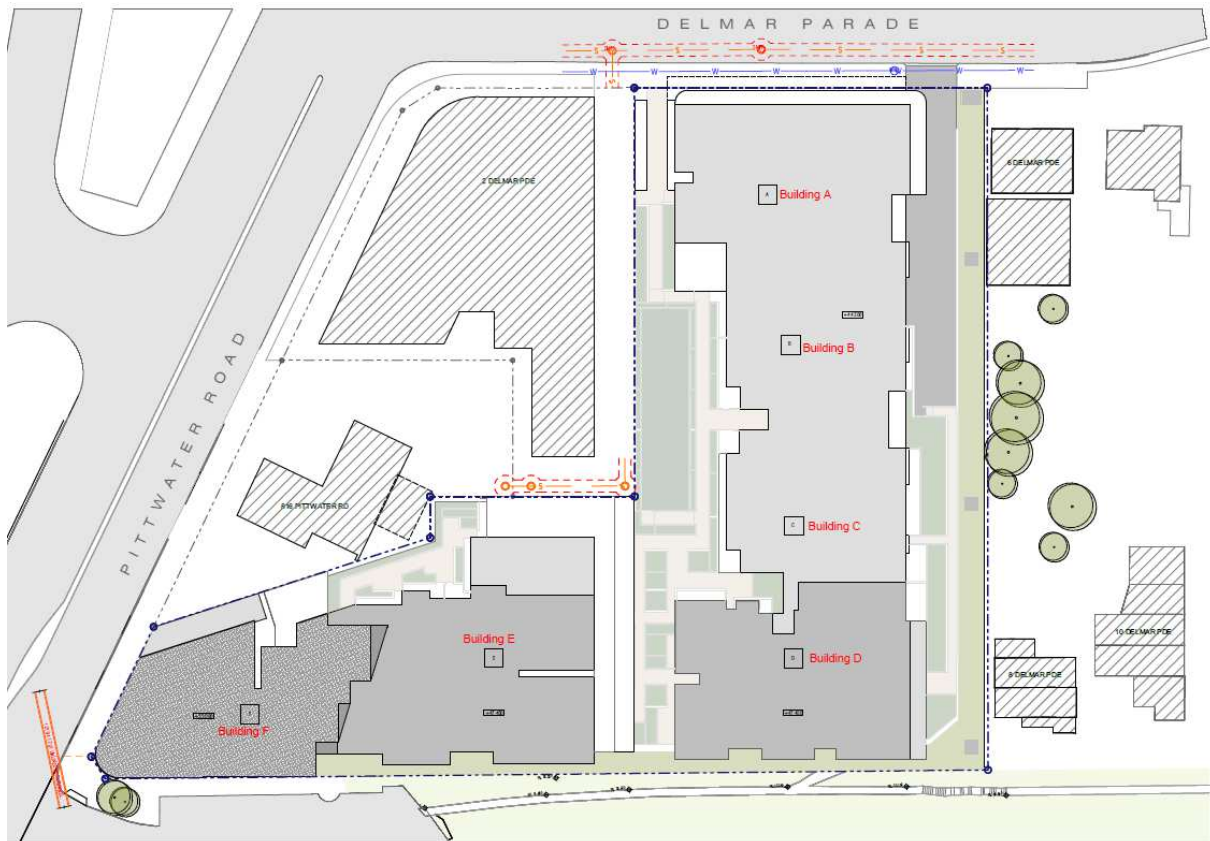 DELMAR PARADE
S
S
S
S
S
W
W
W
W
W
W
W
W
6 DELMAR PDE
2 DELMAR PDE
A
Building A
B
Building B
PITTWATER ROAD
S
C
Building C
Building E
E
D
Building D
10 DELMAR PDE
8 DELMAR PDE
F
Building F